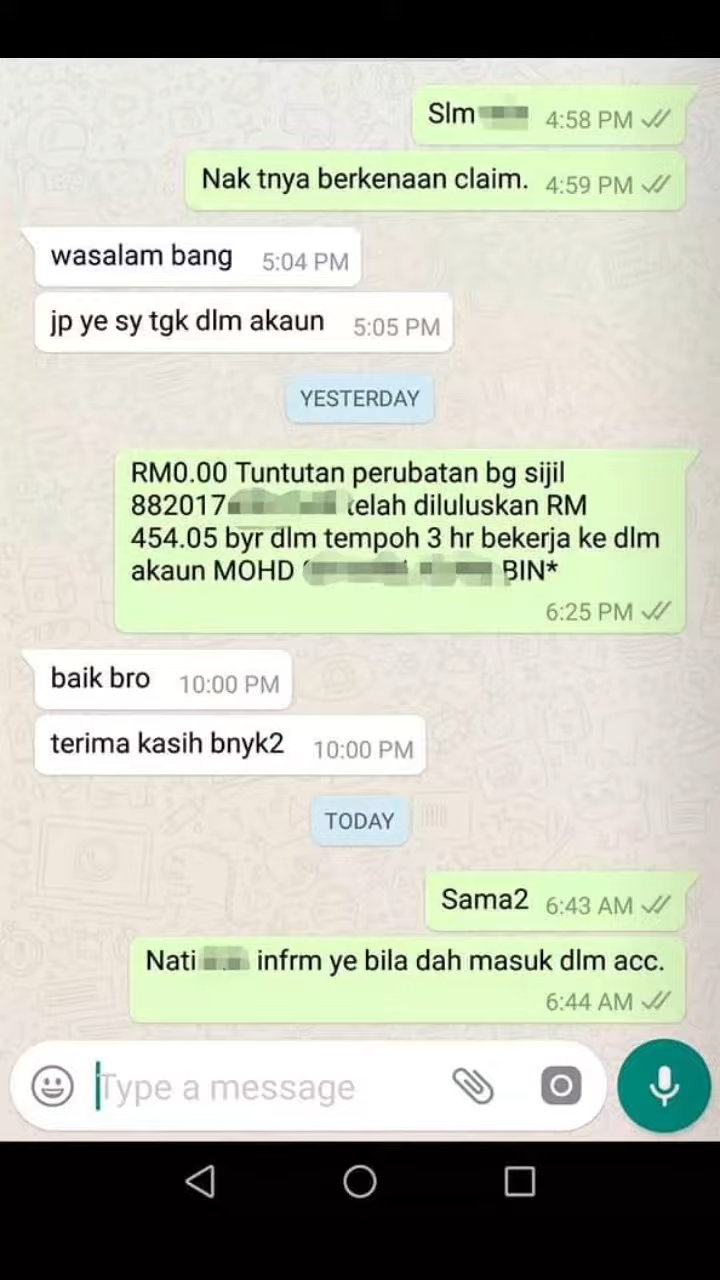 Slm 4:58 PM
Nak tnya berkenaan claim. 4:59 PM
wasalam bang 5:04 PM
jp ye sy tgk dlm akaun 5:05 PM
YESTERDAY
RM0.00 Tuntutan perubatan bg sijil
882017 telah diluluskan RM
454.05 byr dlm tempoh 3 hr bekerja ke dlm
akaun MOHD BIN*
6:25 PM
baik bro 10:00 PM
terima kasih bnyk2 10:00 PM
TODAY
Sama2 6:43 AM
Nati infrm ye bila dah masuk dlm acc.
6:44 AM
Type a message